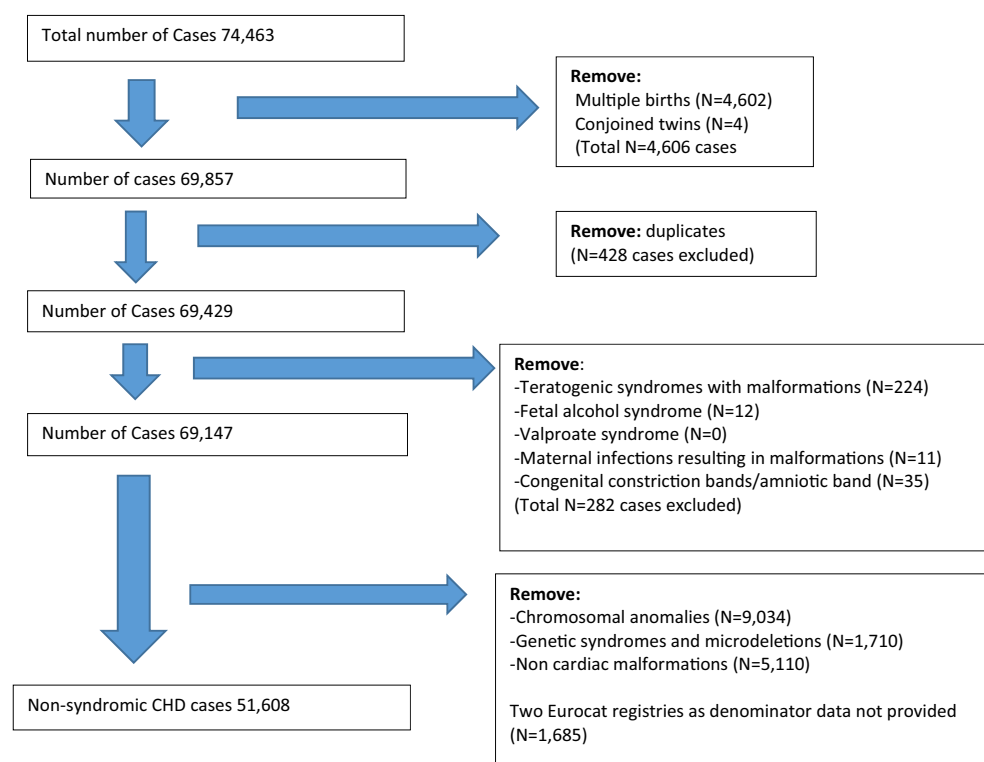 Total number of Cases 74,463
Remove:
Multiple births (N=4,602)
Conjoined twins (N=4)
(Total N=4,606 cases
Number of cases 69,857
Remove: duplicates
(N=428 cases excluded)
Number of Cases 69,429
Remove:
-Teratogenic syndromes with malformations (N=224)
-Fetal alcohol syndrome (N=12)
-Valproate syndrome (N=0)
-Maternal infections resulting in malformations (N=11)
-Congenital constriction bands/amniotic band (N=35)
(Total N=282 cases excluded)
Number of Cases 69,147
Remove:
-Chromosomal anomalies (N=9,034)
-Genetic syndromes and microdeletions (N=1,710)
-Non cardiac malformations (N=5,110)
Two Eurocat registries as denominator data not provided
(N=1,685)
Non-syndromic CHD cases 51,608